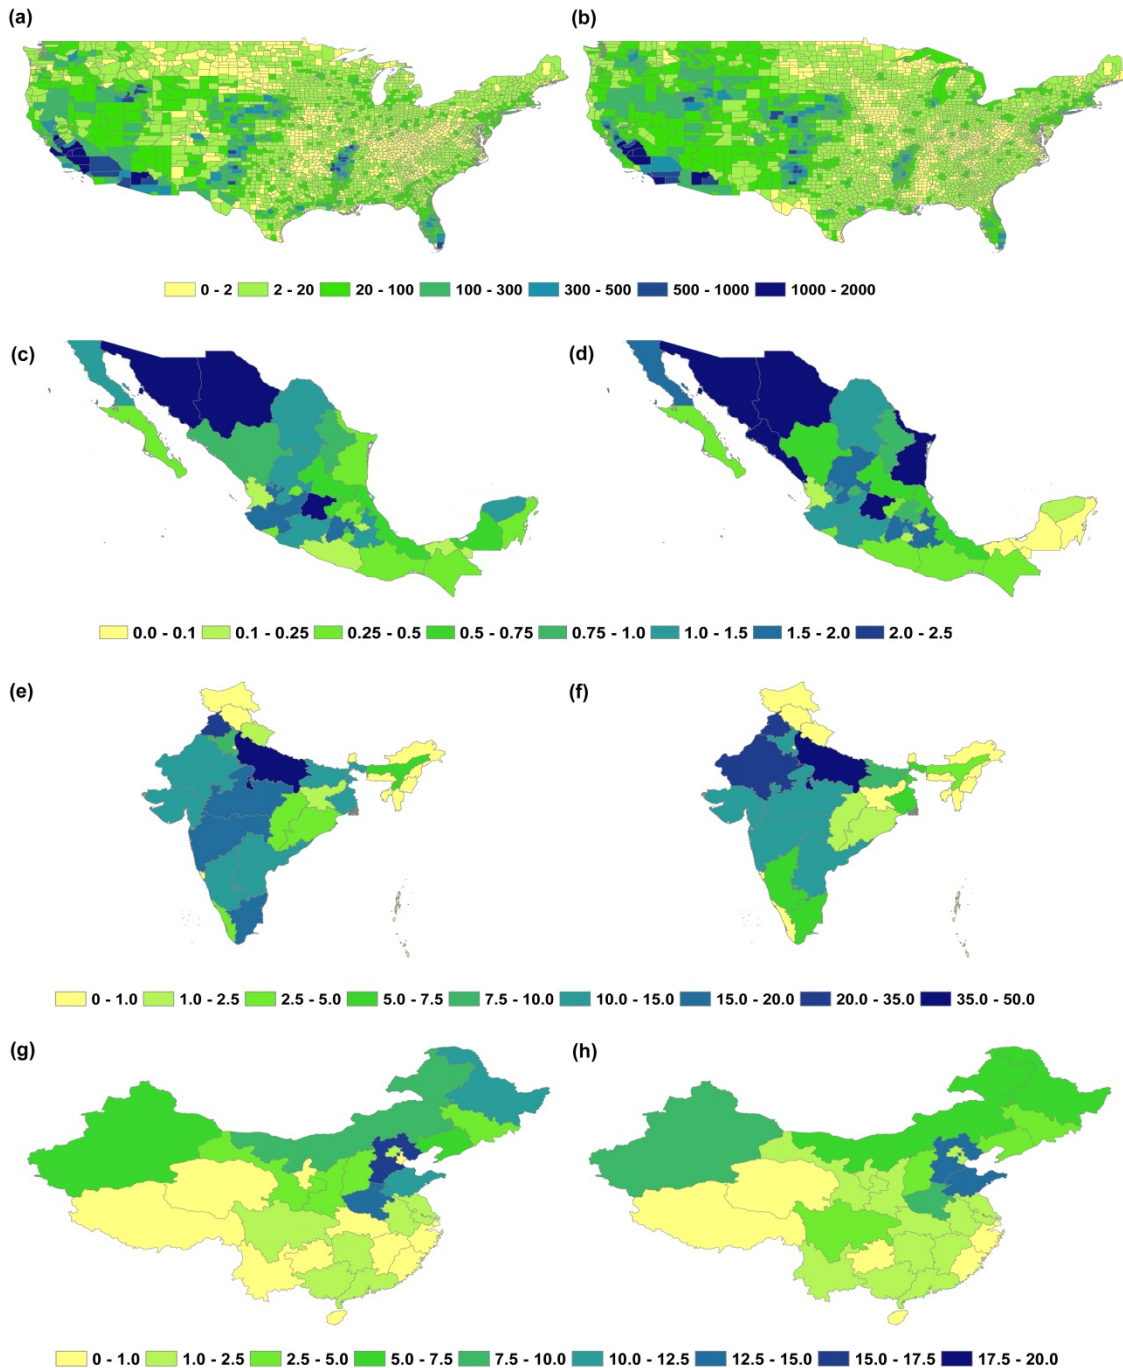 (a) (b)
0 - 2 2 - 20 20 - 100 100 - 300 300 - 500 500 - 1000 1000 - 2000
(c) (d)
0.0 - 0.1 0.1 - 0.25 0.25 - 0.5 0.5 - 0.75 0.75 - 1.0 1.0 - 1.5 1.5 - 2.0 2.0 - 2.5
(e) (f)
0 - 1.0 1.0 - 2.5 2.5 - 5.0 5.0 - 7.5 7.5 - 10.0 10.0 - 15.0 15.0 - 20.0 20.0 - 35.0 35.0 - 50.0
(g) (h)
0 - 1.0 1.0 - 2.5 2.5 - 5.0 5.0 - 7.5 7.5 - 10.0 10.0 - 12.5 12.5 - 15.0 15.0 - 17.5 17.5 - 20.0